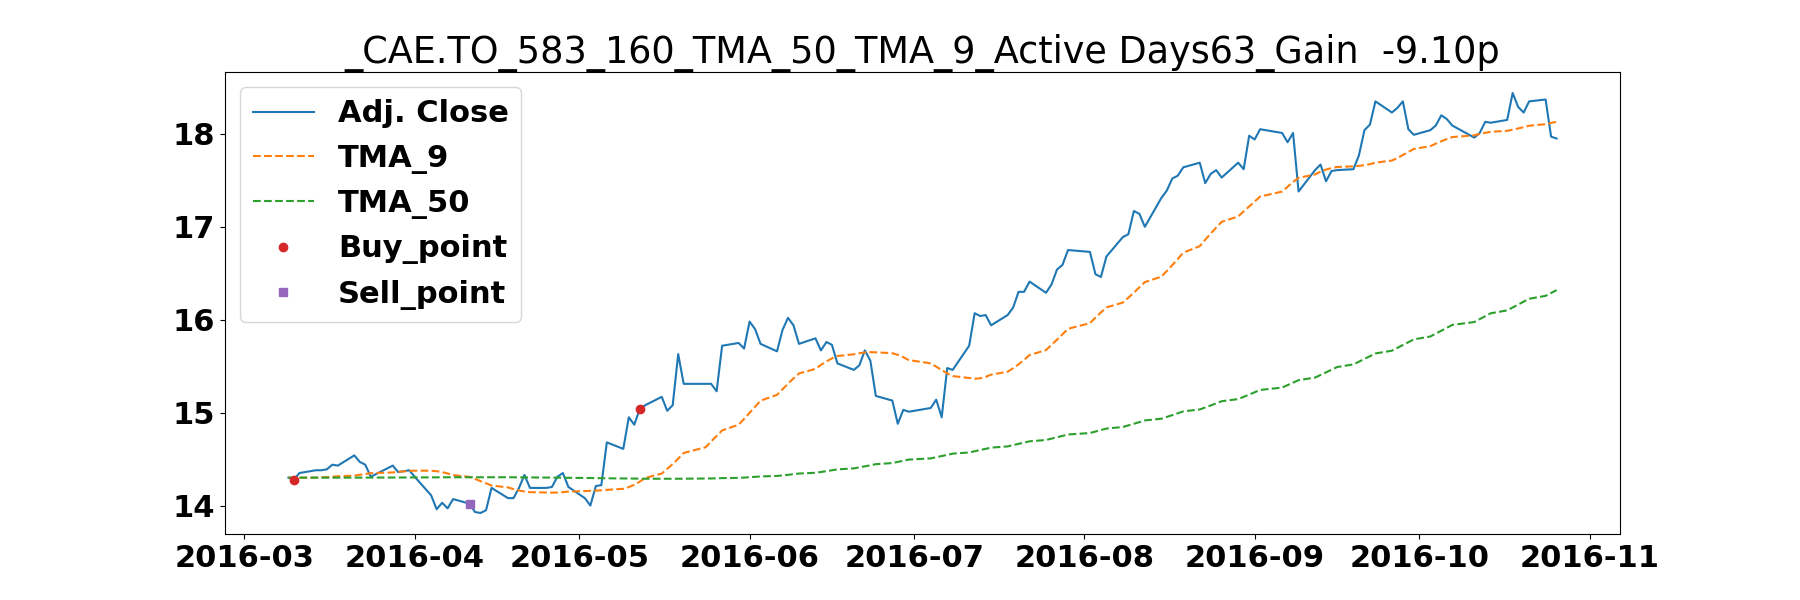 _CAE.TO_583_160_TMA_50_TMA_9_Active Days63_Gain  -9.10p
Adj. Close
TMA_9
TMA_50
Buy_point
Sell_point
18
17
16
15
14
2016-03 2016-04 2016-05 2016-06 2016-07 2016-08 2016-09 2016-10 2016-11